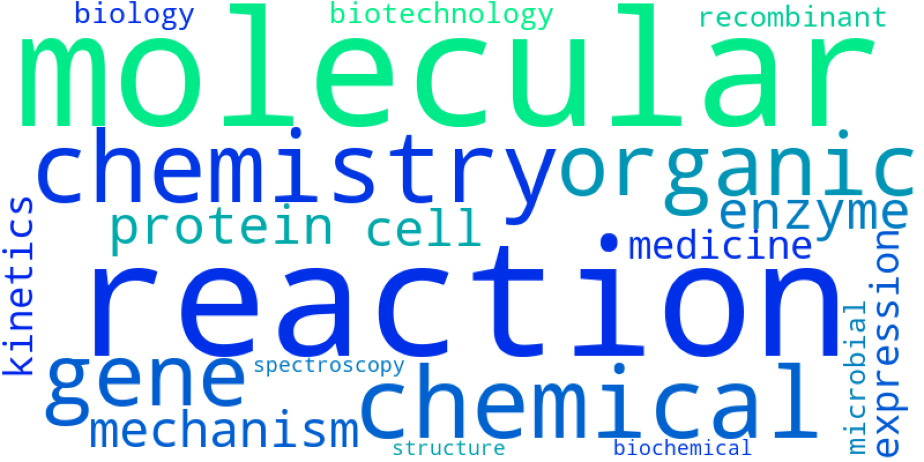 biology
biotechnology
recombinant
molecular
chemistry
organic
enzyme
protein
cell
kinetics
medicine
reaction
expression
microbial
gene
spectroscopy
chemical
mechanism
structure
biochemical